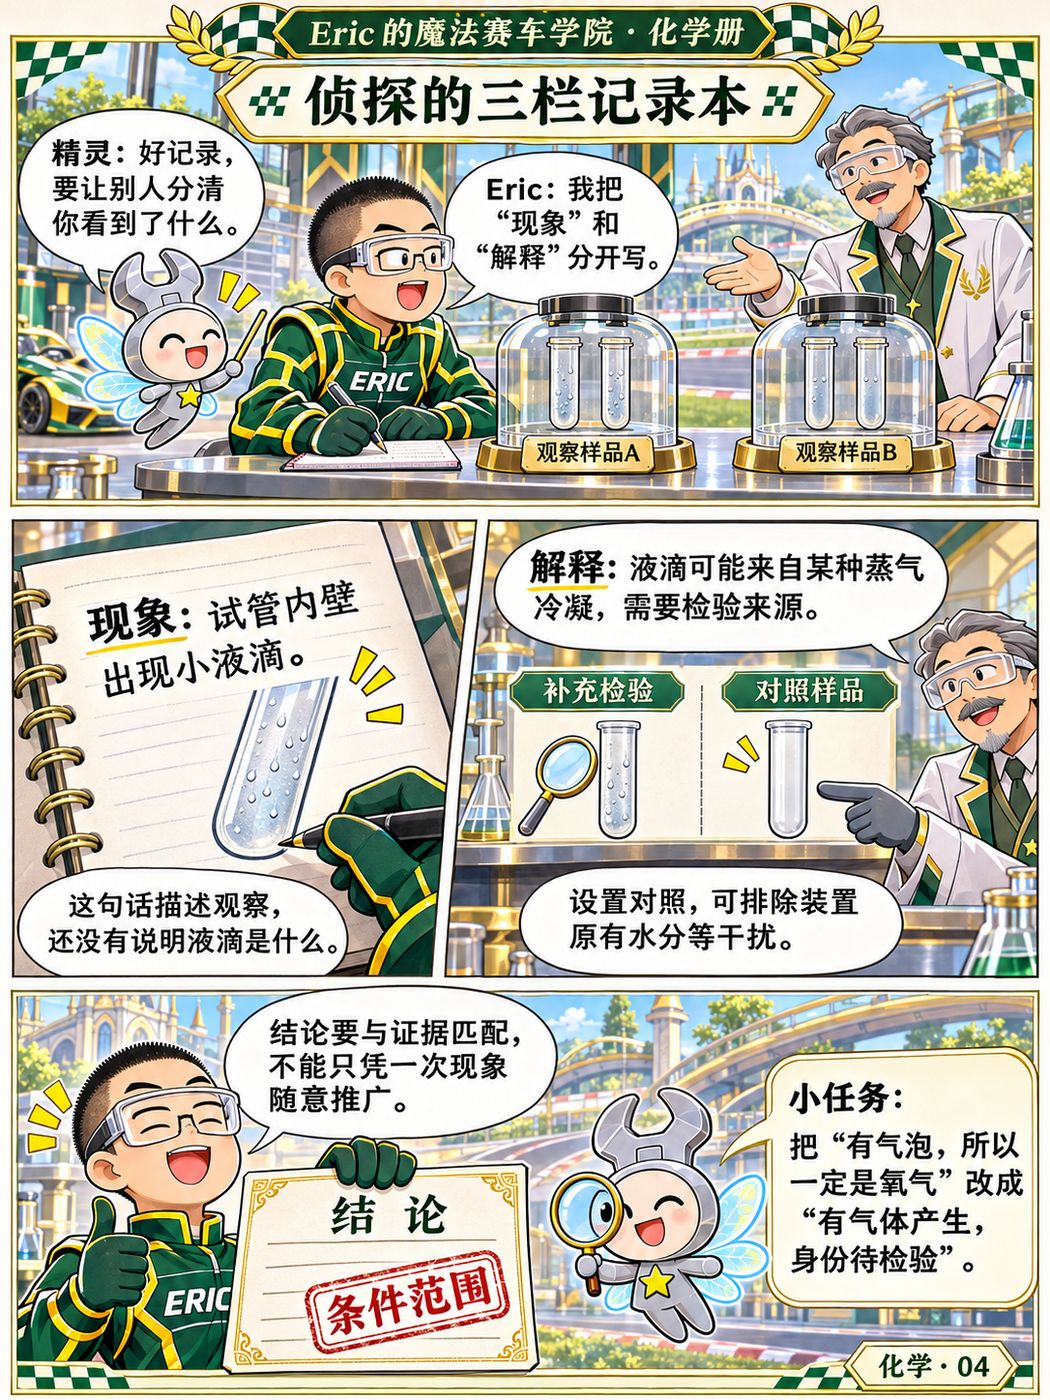 Eric的魔法赛车学院·化学册
侦探的三栏记录本
精灵：好记录，
要让别人分清
你看到了什么。
Eric：我把
“现象”和
“解释”分开写。
ERIC
观察样品A
观察样品B
现象：试管内壁
出现小液滴。
这句话描述观察，
还没有说明液滴是什么。
解释：液滴可能来自某种蒸气
冷凝，需要检验来源。
补充检验
对照样品
设置对照，可排除装置
原有水分等干扰。
结论要与证据匹配，
不能只凭一次现象
随意推广。
ERIC
结论
条件范围
小任务：
把“有气泡，所以
一定是氧气”改成
“有气体产生，
身份待检验”。
化学·04